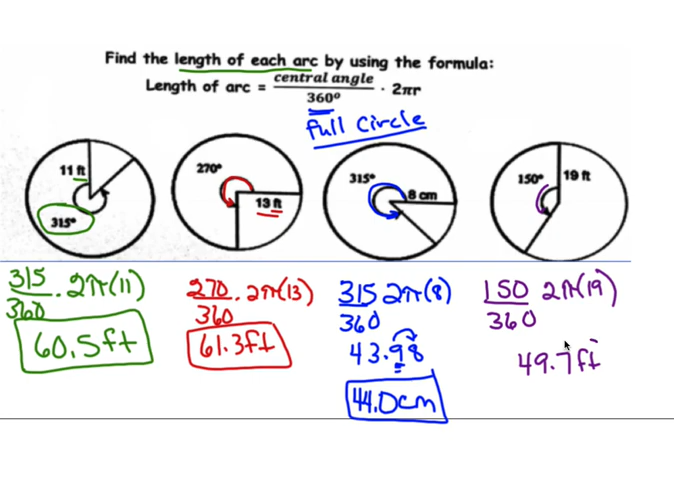 Find the length of each arc by using the formula:
Length of arc = central angle / 360° · 2πr
full circle
11 ft
315°
270°
13 ft
315°
8 cm
150°
19 ft
315/360 · 2π(11)
60.5ft
270/360 · 2π(13)
61.3ft
315/360 2π(8)
43.98
44.0cm
150/360 2π(19)
49.7ft